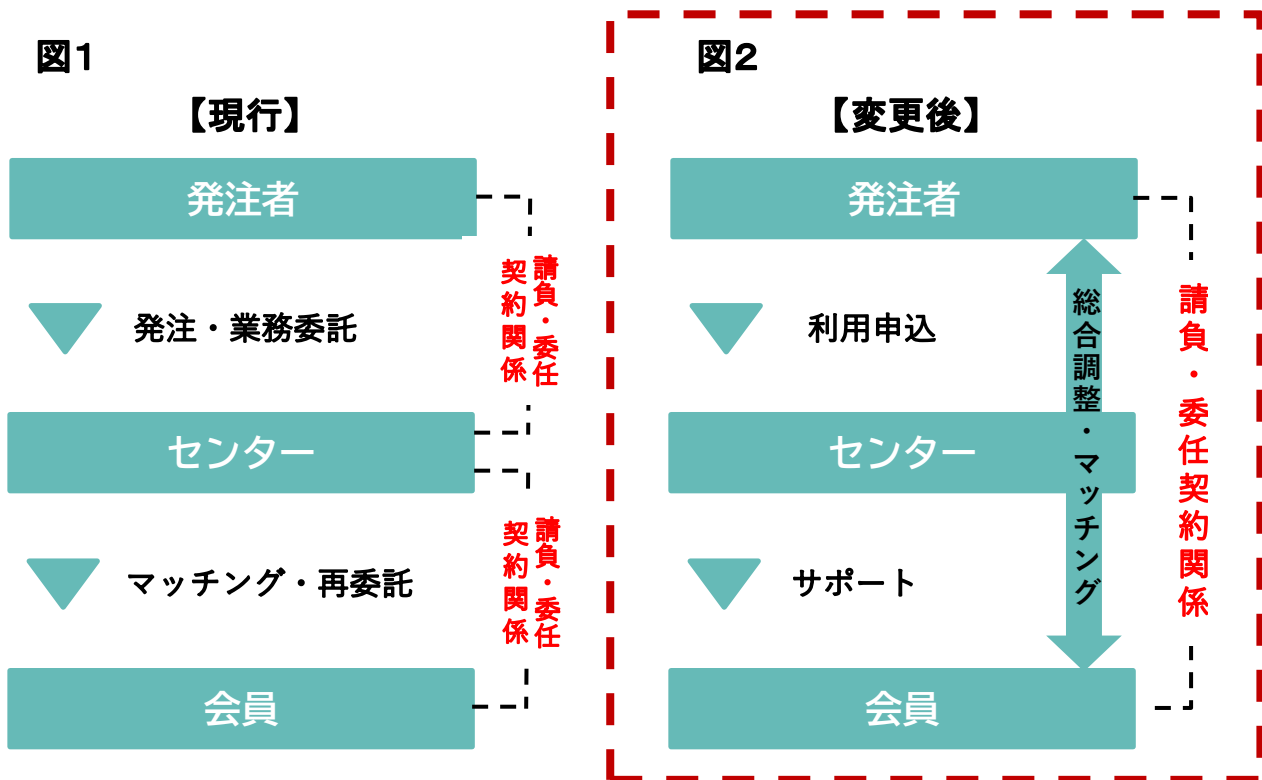 図1
【現行】
発注者
発注・業務委託
請負・委任
契約関係
センター
マッチング・再委託
請負・委任
契約関係
会員
図2
【変更後】
発注者
利用申込
総合調整・マッチング
請負・委任契約関係
センター
サポート
会員